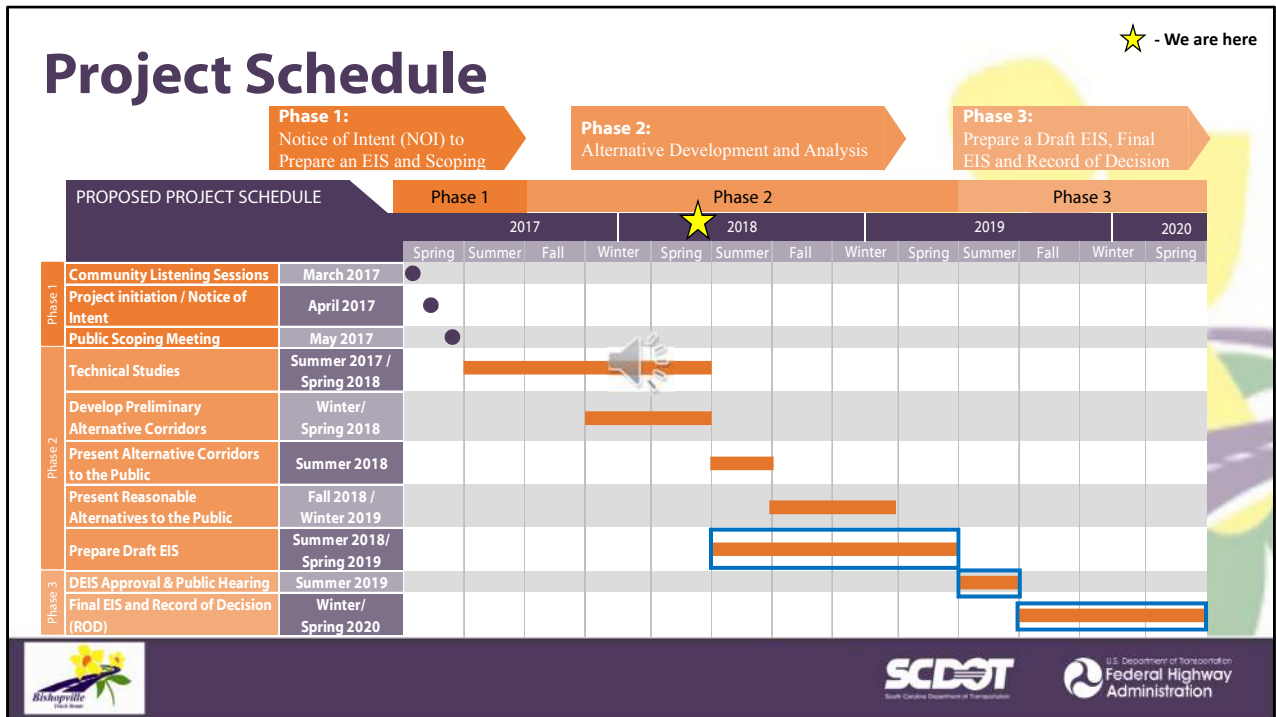 - We are here
Project Schedule
Phase 1:
Notice of Intent (NOI) to
Prepare an EIS and Scoping
Phase 2:
Alternative Development and Analysis
Phase 3:
Prepare a Draft EIS, Final
EIS and Record of Decision
PROPOSED PROJECT SCHEDULE
Phase 1
Phase 2
Phase 3
2017
2018
2019
2020
Spring Summer Fall Winter Spring Summer Fall Winter Spring Summer Fall Winter Spring
Phase 1
Community Listening Sessions
March 2017
Project initiation / Notice of
Intent
April 2017
Public Scoping Meeting
May 2017
Phase 2
Technical Studies
Summer 2017 /
Spring 2018
Develop Preliminary
Alternative Corridors
Winter/
Spring 2018
Present Alternative Corridors
to the Public
Summer 2018
Present Reasonable
Alternatives to the Public
Fall 2018 /
Winter 2019
Prepare Draft EIS
Summer 2018/
Spring 2019
Phase 3
DEIS Approval & Public Hearing
Summer 2019
Final EIS and Record of Decision
(ROD)
Winter/
Spring 2020
Bishopville
Truck Route
SCDOT
South Carolina Department of Transportation
U.S. Department of Transportation
Federal Highway
Administration